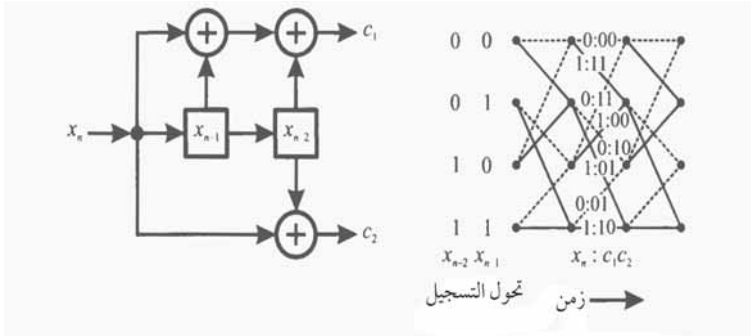 c₁
xₙ
xₙ₋₁
xₙ₋₂
c₂
0 0
0 1
1 0
1 1
xₙ₋₂ xₙ₋₁
0:00
1:11
0:11
1:00
0:10
1:01
0:01
1:10
xₙ : c₁c₂
تحول التسجيل
زمن